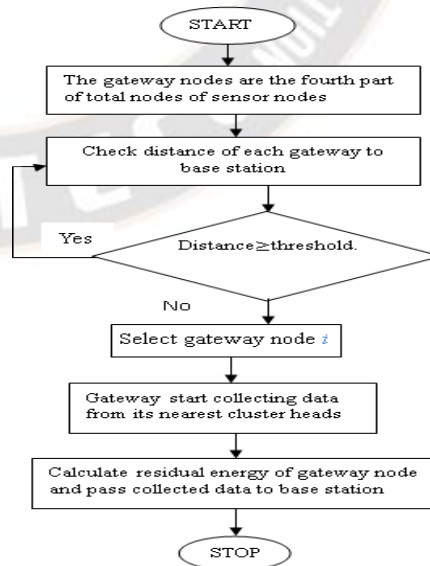 START
The gateway nodes are the fourth part
of total nodes of sensor nodes
Check distance of each gateway to
base station
Yes
Distance≥threshold.
No
Select gateway node i
Gateway start collecting data
from its nearest cluster heads
Calculate residual energy of gateway node
and pass collected data to base station
STOP